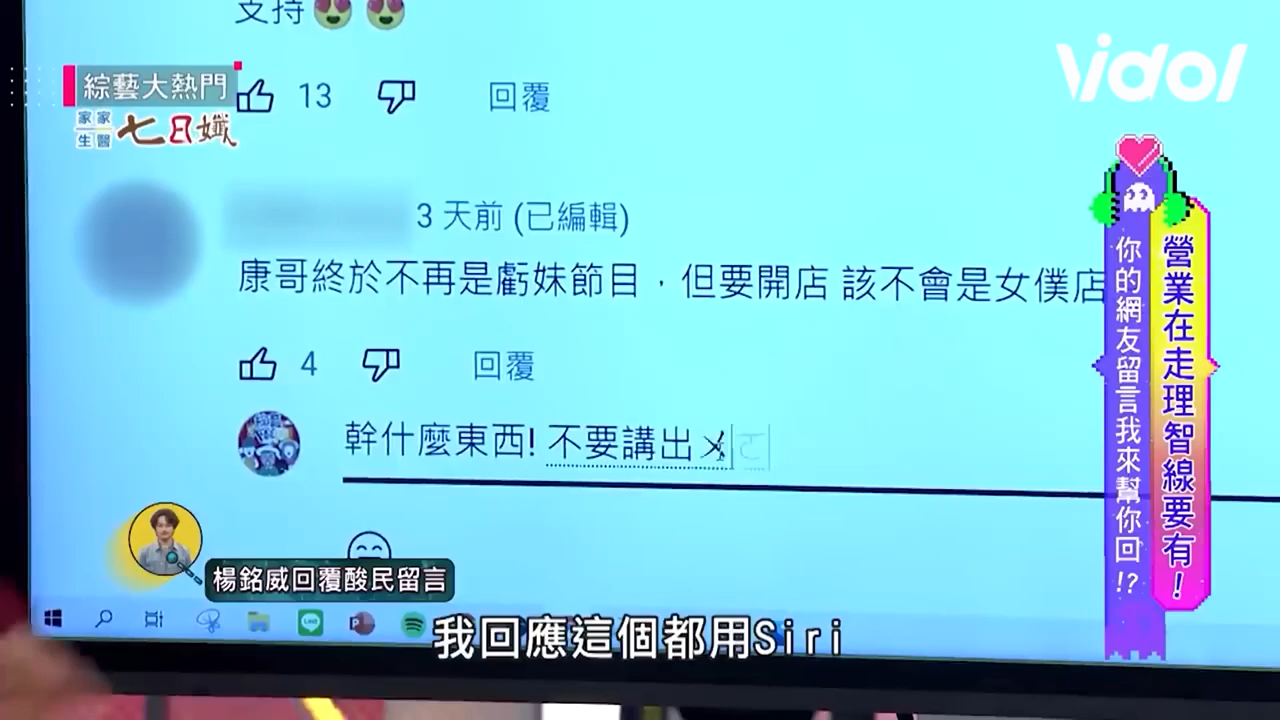 支持😍😍
vidol
綜藝大熱門
家家生醫
七日孅
13
回覆
3 天前 (已編輯)
康哥終於不再是虧妹節目，但要開店 該不會是女僕店
4
回覆
幹什麼東西! 不要講出
營業在走理智線要有！
你的網友留言我來幫你回!?
楊銘威回覆酸民留言
LINE
P
我回應這個都用Siri